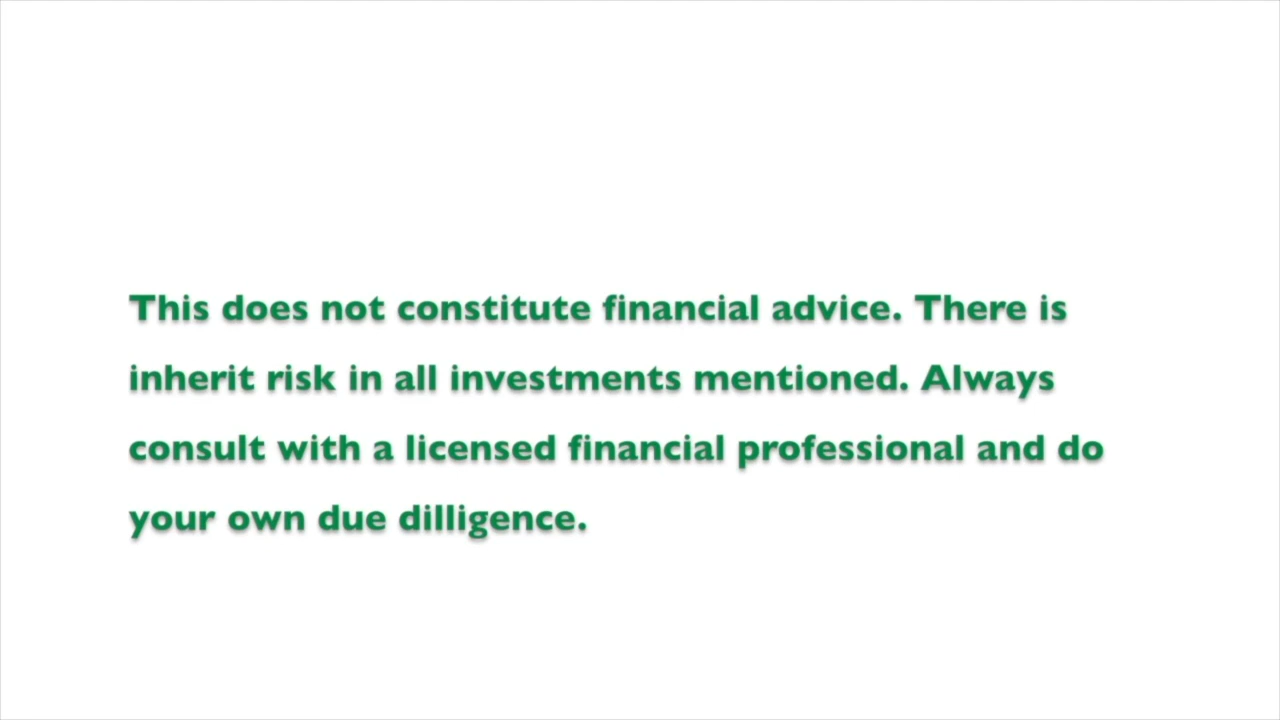 This does not constitute financial advice. There is
inherit risk in all investments mentioned. Always
consult with a licensed financial professional and do
your own due dilligence.